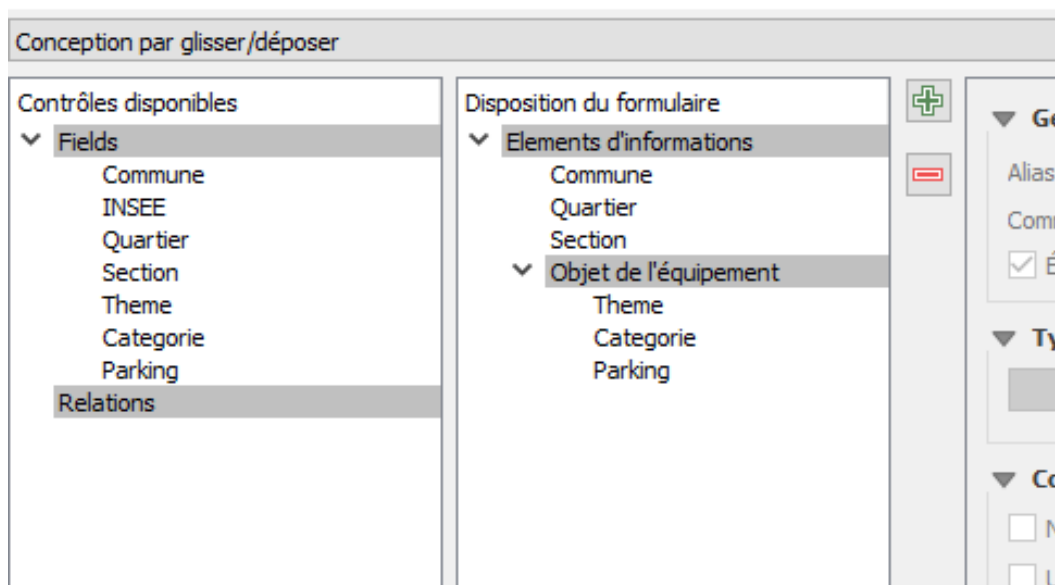 Conception par glisser/déposer
Contrôles disponibles
Fields
Commune
INSEE
Quartier
Section
Theme
Categorie
Parking
Relations
Disposition du formulaire
Elements d'informations
Commune
Quartier
Section
Objet de l'équipement
Theme
Categorie
Parking
Alias